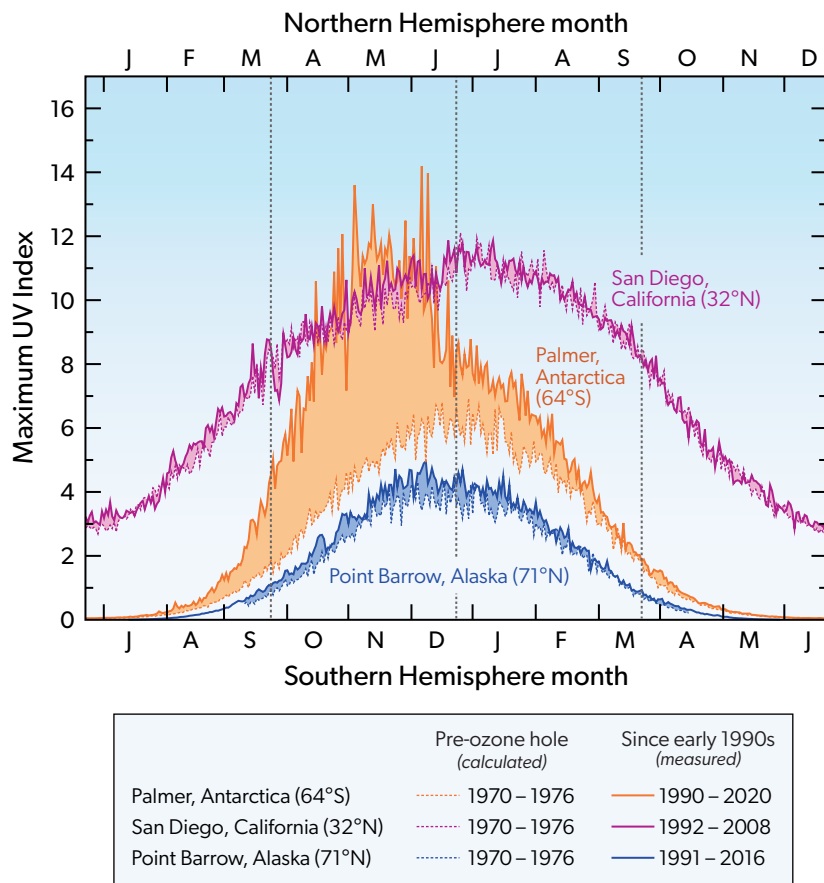 Northern Hemisphere month
J F M A M J J A S O N D
16
14
12
10
8
6
4
2
0
Maximum UV Index
San Diego,
California (32°N)
Palmer,
Antarctica
(64°S)
Point Barrow, Alaska (71°N)
J A S O N D J F M A M J
Southern Hemisphere month
Pre-ozone hole Since early 1990s
(calculated) (measured)
Palmer, Antarctica (64°S) 1970 – 1976 1990 – 2020
San Diego, California (32°N) 1970 – 1976 1992 – 2008
Point Barrow, Alaska (71°N) 1970 – 1976 1991 – 2016